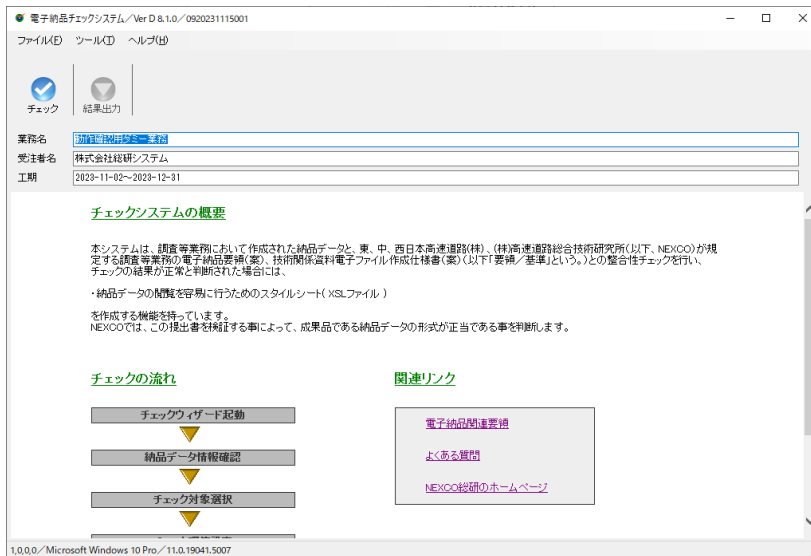 電子納品チェックシステム／Ver D 8.1.0／0920231115001
ファイル(F) ツール(T) ヘルプ(H)
チェック 結果出力
業務名 動作確認用ダミー業務
受注者名 株式会社総研システム
工期 2023-11-02～2023-12-31
チェックシステムの概要
本システムは、調査等業務において作成された納品データと、東、中、西日本高速道路(株)、(株)高速道路総合技術研究所(以下、NEXCO)が規
定する調査等業務の電子納品要領(案)、技術関係資料電子ファイル作成仕様書(案)(以下「要領／基準」という。)との整合性チェックを行い、
チェックの結果が正常と判断された場合には、
・納品データの閲覧を容易に行うためのスタイルシート( XSLファイル )
を作成する機能を持っています。
NEXCOでは、この提出書を検証する事によって、成果品である納品データの形式が正当である事を判断します。
チェックの流れ
チェックウィザード起動
納品データ情報確認
チェック対象選択
関連リンク
電子納品関連要領
よくある質問
NEXCO総研のホームページ
1,0,0,0／Microsoft Windows 10 Pro／11.0.19041.5007